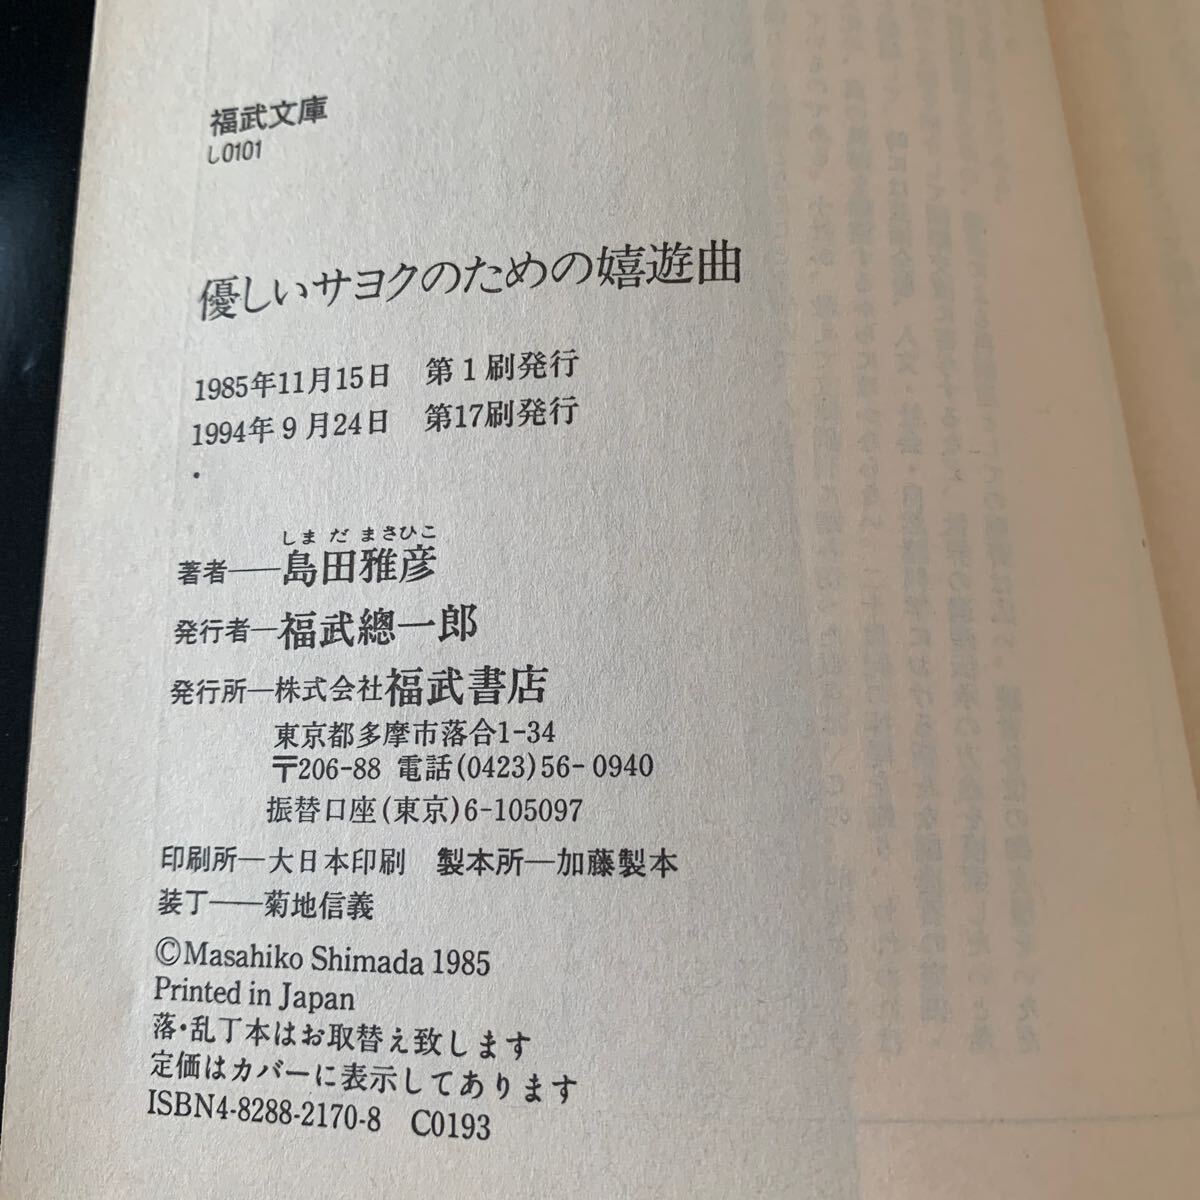 福武文庫
し0101
優しいサヨクのための嬉遊曲
1985年11月15日 第1刷発行
1994年9月24日 第17刷発行
しまだまさひこ
著者―島田雅彦
発行者―福武總一郎
発行所―株式会社福武書店
東京都多摩市落合1-34
〒206-88 電話(0423)56-0940
振替口座(東京)6-105097
印刷所―大日本印刷 製本所―加藤製本
装丁―菊地信義
©Masahiko Shimada 1985
Printed in Japan
落・乱丁本はお取替え致します
定価はカバーに表示してあります
ISBN4-8288-2170-8 C0193